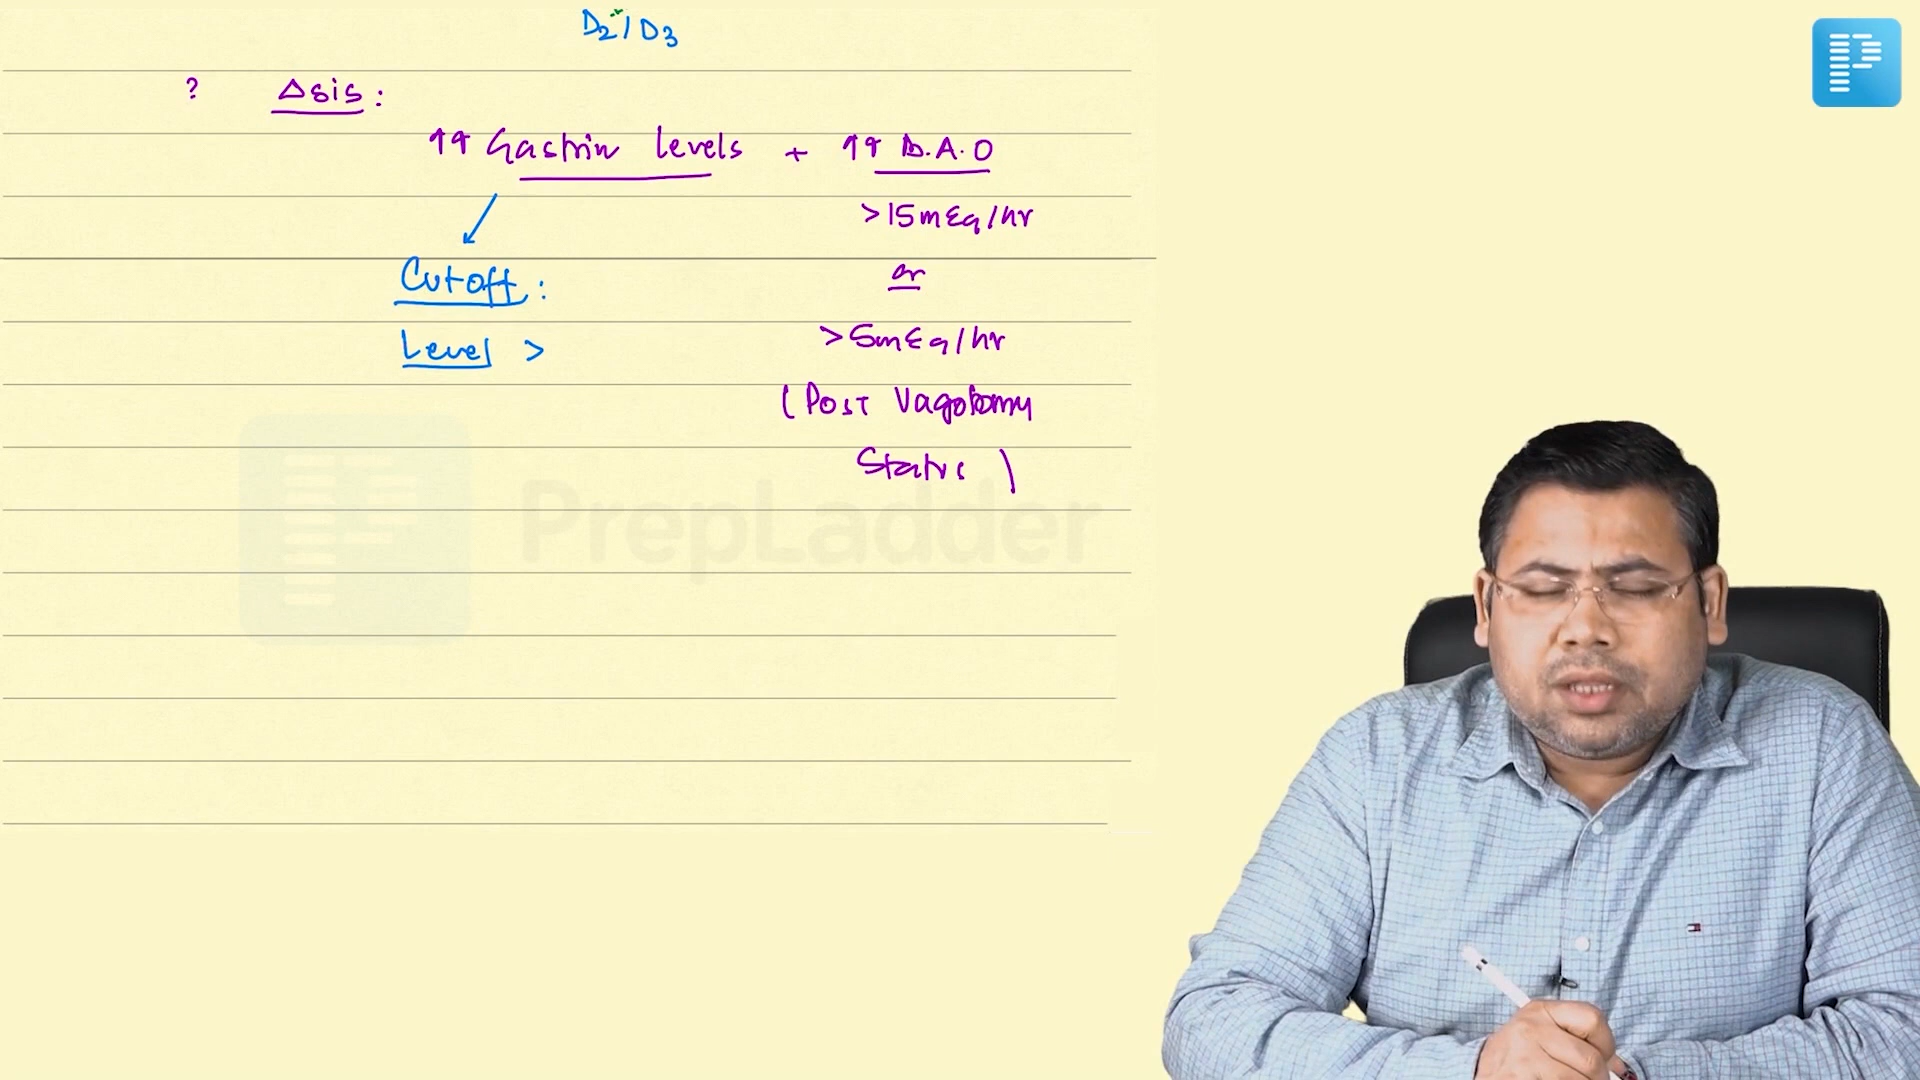 D2/D3
? Δsis:
↑↑ Gastrin levels + ↑↑ B.A.O
>15mEq/hr
Cutoff:
or
Level >
>5mEq/hr
(Post Vagotomy
Status)
PrepLadder